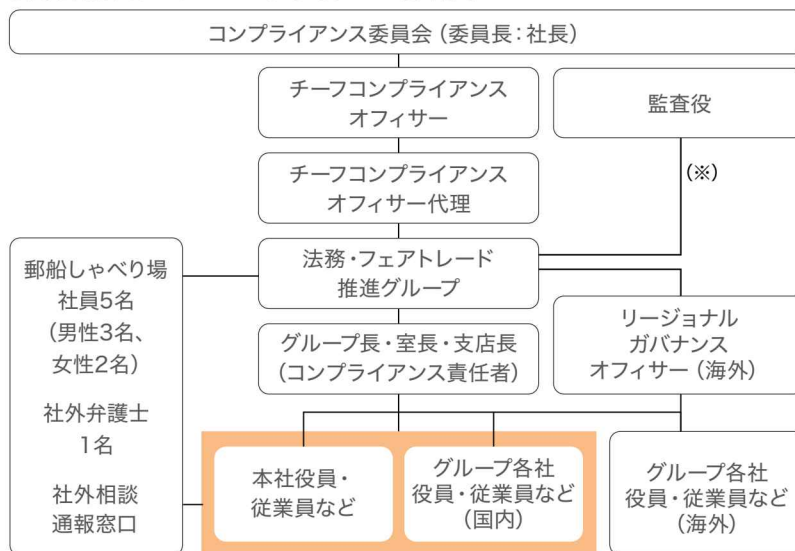 コンプライアンス委員会（委員長：社長）
チーフコンプライアンス
オフィサー
監査役
（※）
チーフコンプライアンス
オフィサー代理
法務・フェアトレード
推進グループ
郵船しゃべり場
社員5名
（男性3名、
女性2名）
社外弁護士
1名
社外相談
通報窓口
グループ長・室長・支店長
（コンプライアンス責任者）
リージョナル
ガバナンス
オフィサー（海外）
本社役員・
従業員など
グループ各社
役員・従業員など
（国内）
グループ各社
役員・従業員など
（海外）